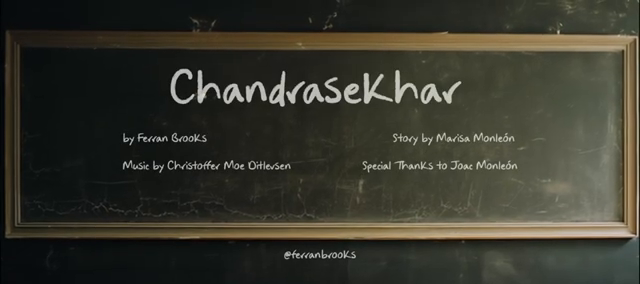 Chandrasekhar
by Ferran Brooks
Story by Marisa Monleón
Music by Christoffer Moe Ditlevsen
Special Thanks to Joac Monleón
@ferranbrooks